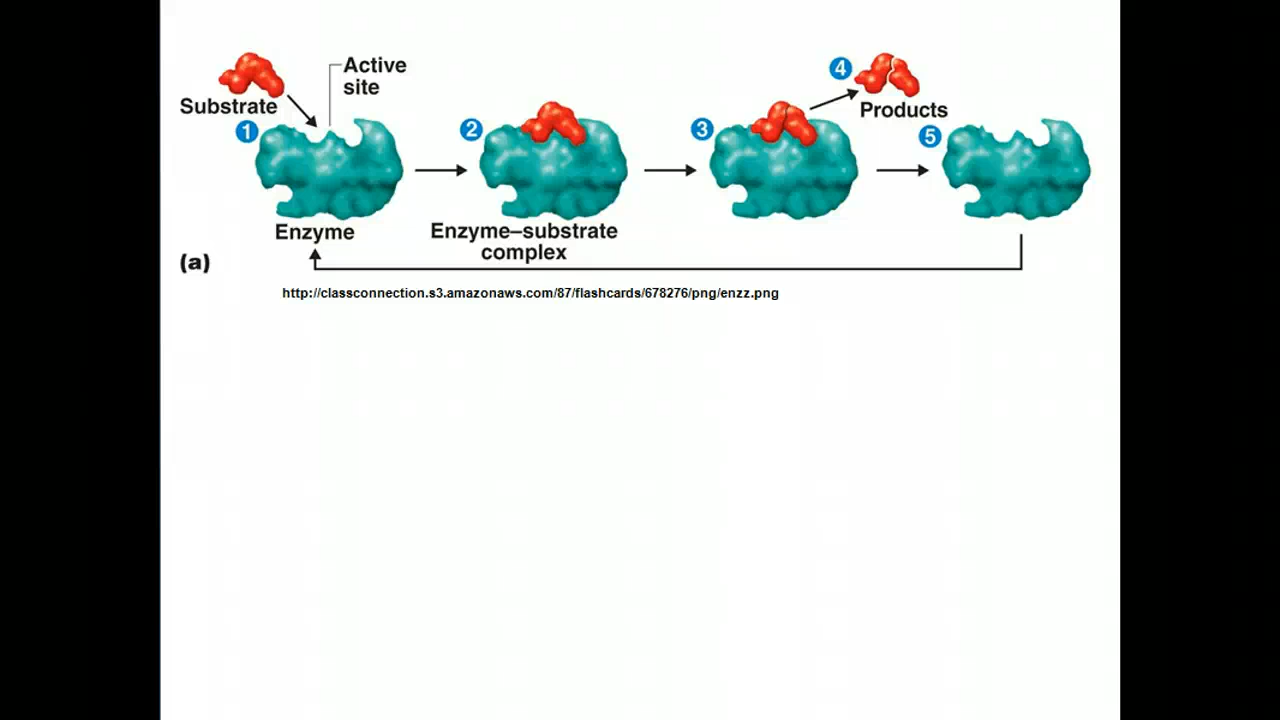 Active
site
Substrate
1
Enzyme
2
Enzyme–substrate
complex
3
4
Products
5
(a)
http://classconnection.s3.amazonaws.com/87/flashcards/678276/png/enzz.png